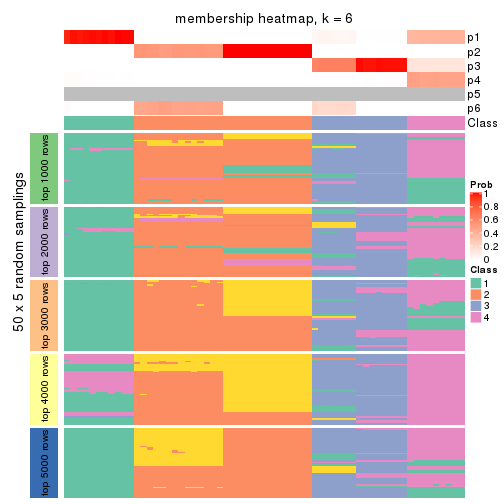 membership heatmap, k = 6
p1
p2
p3
p4
p5
p6
Class
50 x 5 random samplings
top 1000 rows
top 2000 rows
top 3000 rows
top 4000 rows
top 5000 rows
Prob
1
0.8
0.6
0.4
0.2
0
Class
1
2
3
4